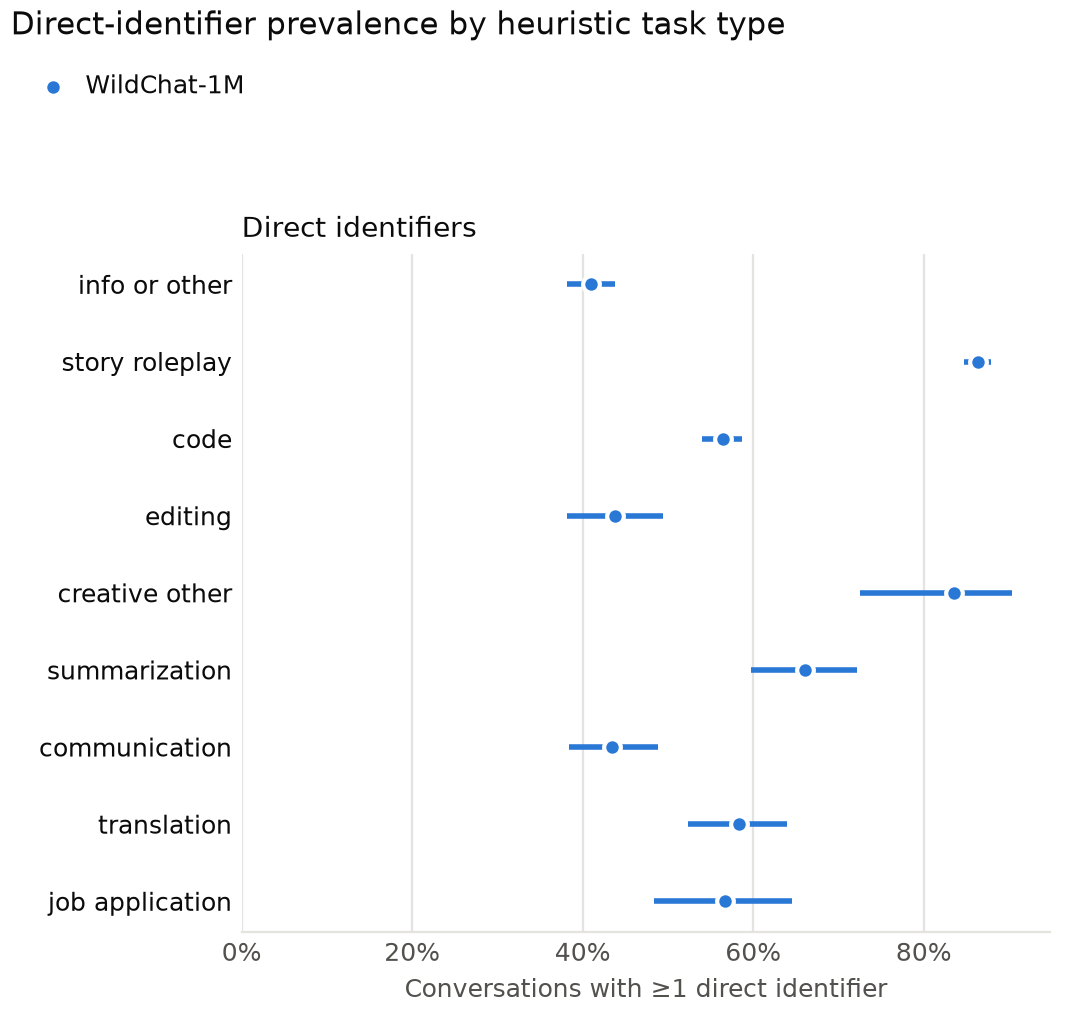 Direct-identifier prevalence by heuristic task type
WildChat-1M
Direct identifiers
info or other
story roleplay
code
editing
creative other
summarization
communication
translation
job application
0% 20% 40% 60% 80%
Conversations with ≥1 direct identifier